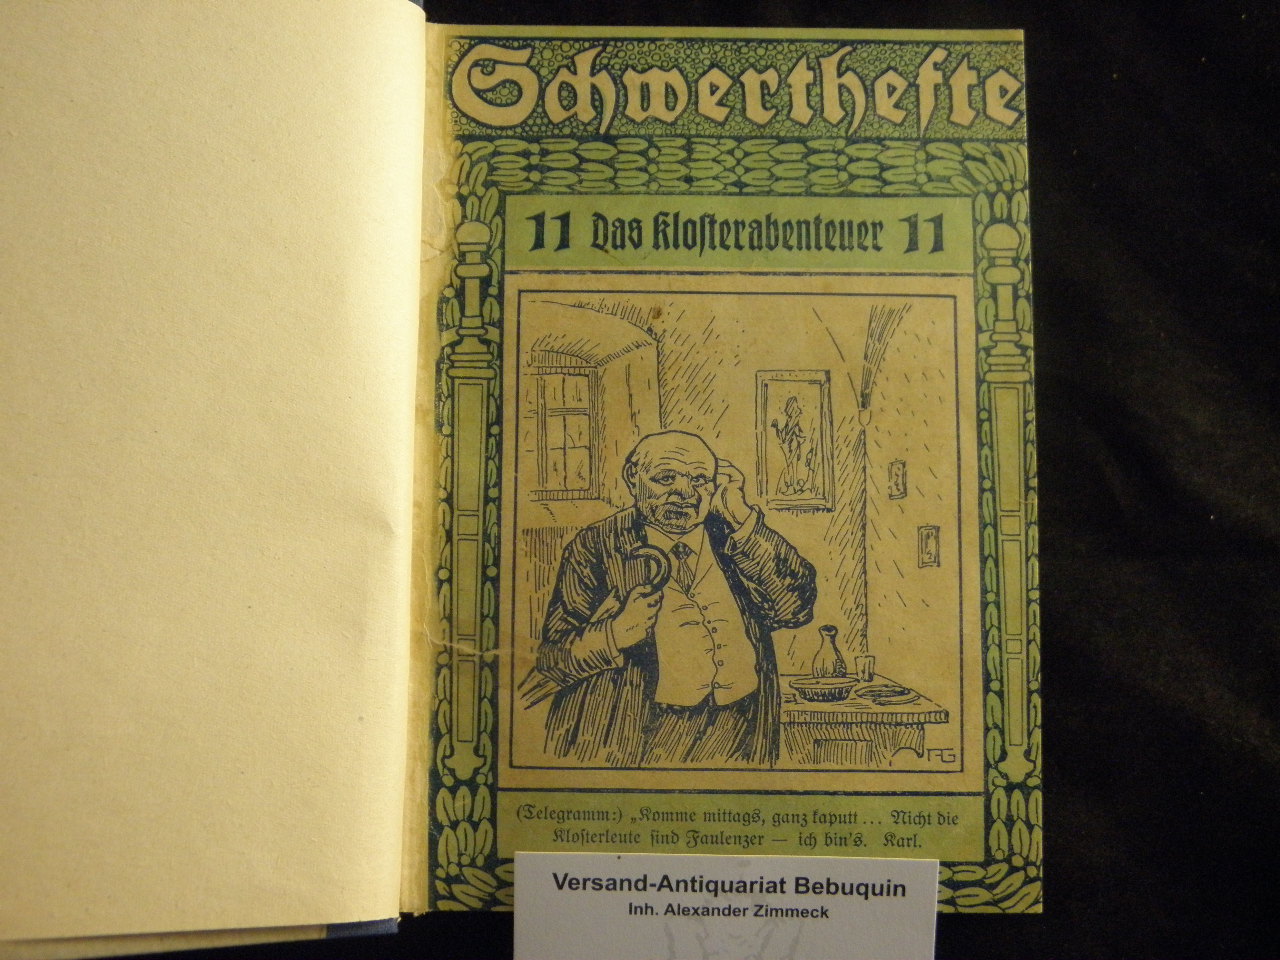 Schwerthefte
11 Das Klosterabenteuer 11
FG
(Telegramm:) „Komme mittags, ganz kaputt ... Nicht die
Klosterleute sind Faulenzer — ich bin's. Karl.
Versand-Antiquariat Bebuquin
Inh. Alexander Zimmeck